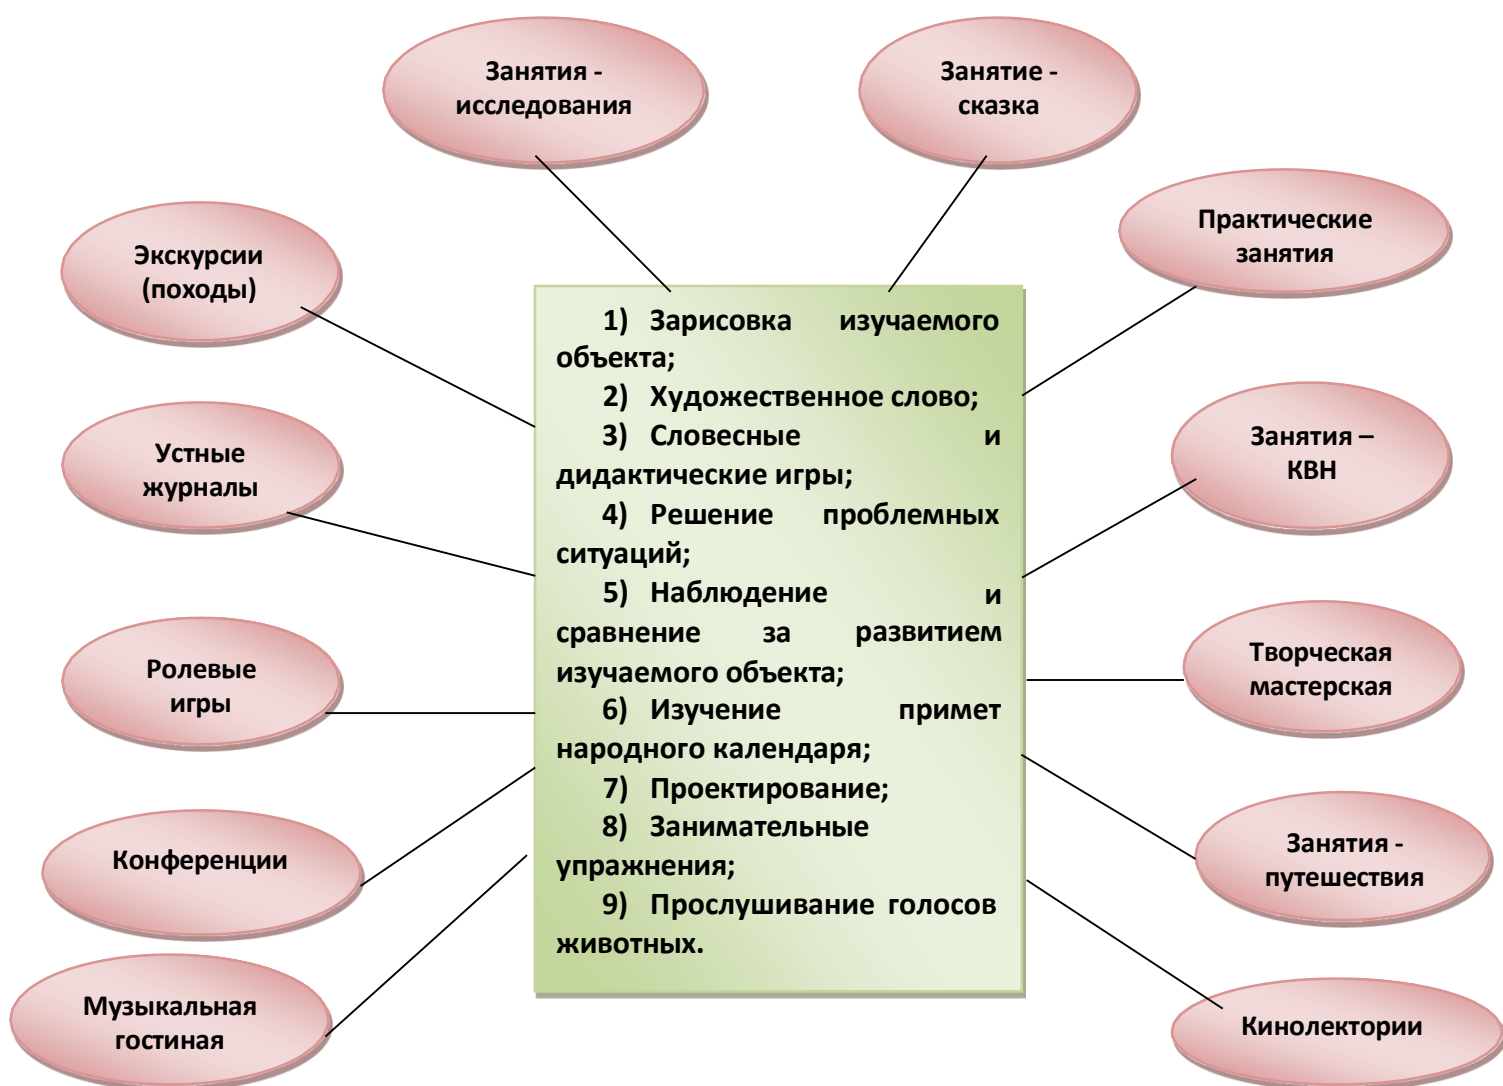 Занятия -
исследования
Занятие -
сказка
Практические
занятия
Экскурсии
(походы)
1) Зарисовка изучаемого
объекта;
2) Художественное слово;
3) Словесные и
дидактические игры;
4) Решение проблемных
ситуаций;
5) Наблюдение и
сравнение за развитием
изучаемого объекта;
6) Изучение примет
народного календаря;
7) Проектирование;
8) Занимательные
упражнения;
9) Прослушивание голосов
животных.
Устные
журналы
Занятия –
КВН
Ролевые
игры
Творческая
мастерская
Конференции
Занятия -
путешествия
Музыкальная
гостиная
Кинолектории